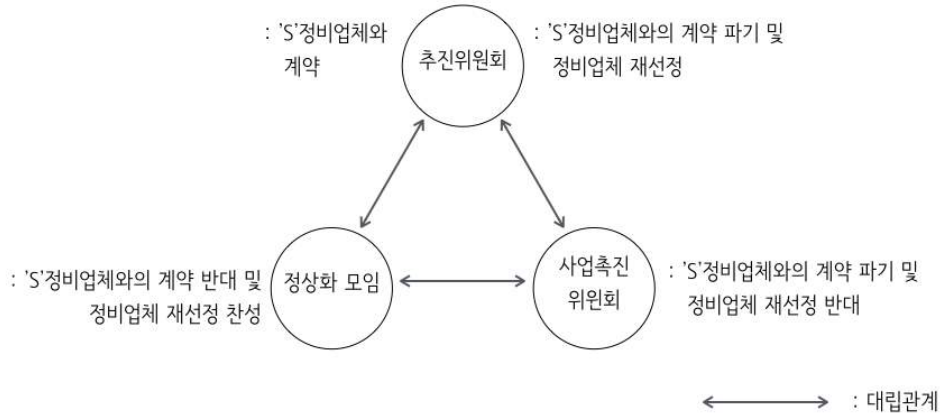 : 'S'정비업체와
계약
추진위원회
: 'S'정비업체와의 계약 파기 및
정비업체 재선정
: 'S'정비업체와의 계약 반대 및
정비업체 재선정 찬성
정상화 모임
사업촉진
위원회
: 'S'정비업체와의 계약 파기 및
정비업체 재선정 반대
: 대립관계